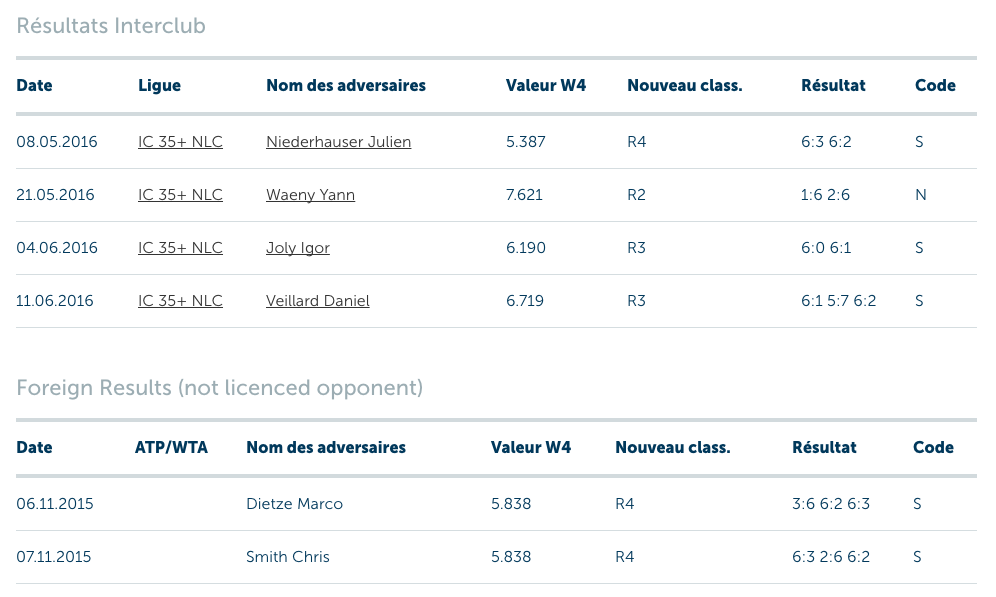 Résultats Interclub
Date Ligue Nom des adversaires Valeur W4 Nouveau class. Résultat Code
08.05.2016 IC 35+ NLC Niederhauser Julien 5.387 R4 6:3 6:2 S
21.05.2016 IC 35+ NLC Waeny Yann 7.621 R2 1:6 2:6 N
04.06.2016 IC 35+ NLC Joly Igor 6.190 R3 6:0 6:1 S
11.06.2016 IC 35+ NLC Veillard Daniel 6.719 R3 6:1 5:7 6:2 S
Foreign Results (not licenced opponent)
Date ATP/WTA Nom des adversaires Valeur W4 Nouveau class. Résultat Code
06.11.2015 Dietze Marco 5.838 R4 3:6 6:2 6:3 S
07.11.2015 Smith Chris 5.838 R4 6:3 2:6 6:2 S